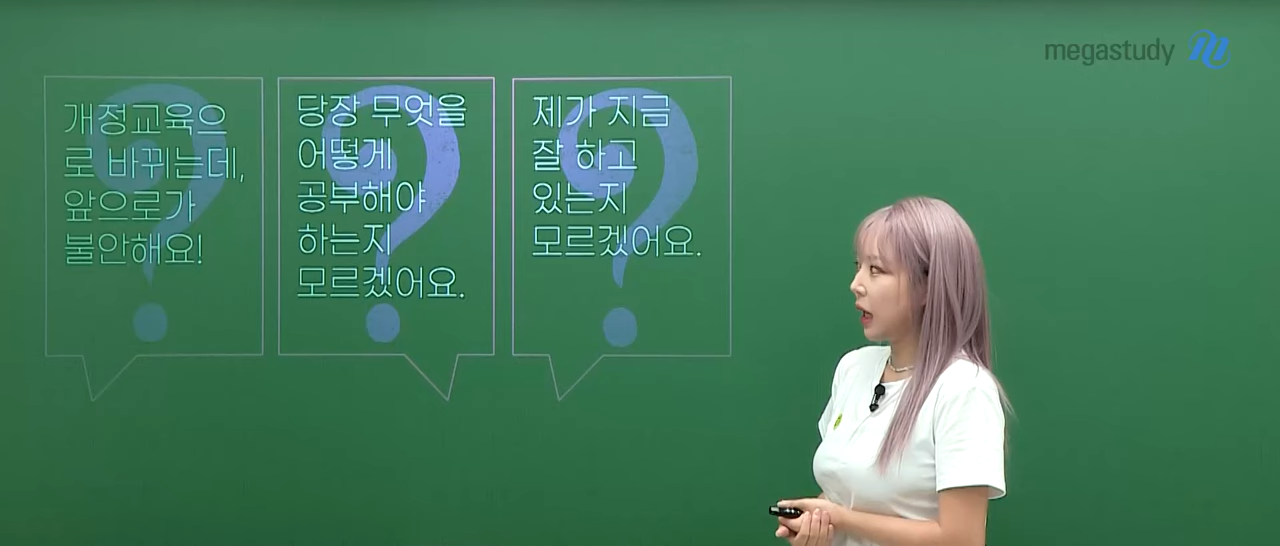 megastudy
개정교육으
로 바뀌는데,
앞으로가
불안해요!
당장 무엇을
어떻게
공부해야
하는지
모르겠어요.
제가 지금
잘 하고
있는지
모르겠어요.